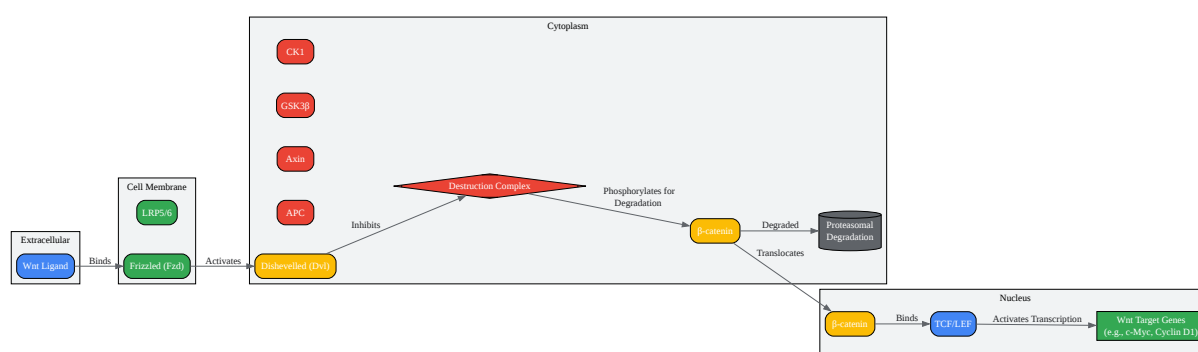 Cytoplasm
CK1
GSK3β
Axin
APC
Destruction Complex
Phosphorylates for
Degradation
Inhibits
Cell Membrane
LRP5/6
Extracellular
Wnt Ligand
Binds
Frizzled (Fzd)
Activates
Dishevelled (Dvl)
β-catenin
Degraded
Proteasomal
Degradation
Translocates
Nucleus
β-catenin
Binds
TCF/LEF
Activates Transcription
Wnt Target Genes
(e.g., c-Myc, Cyclin D1)